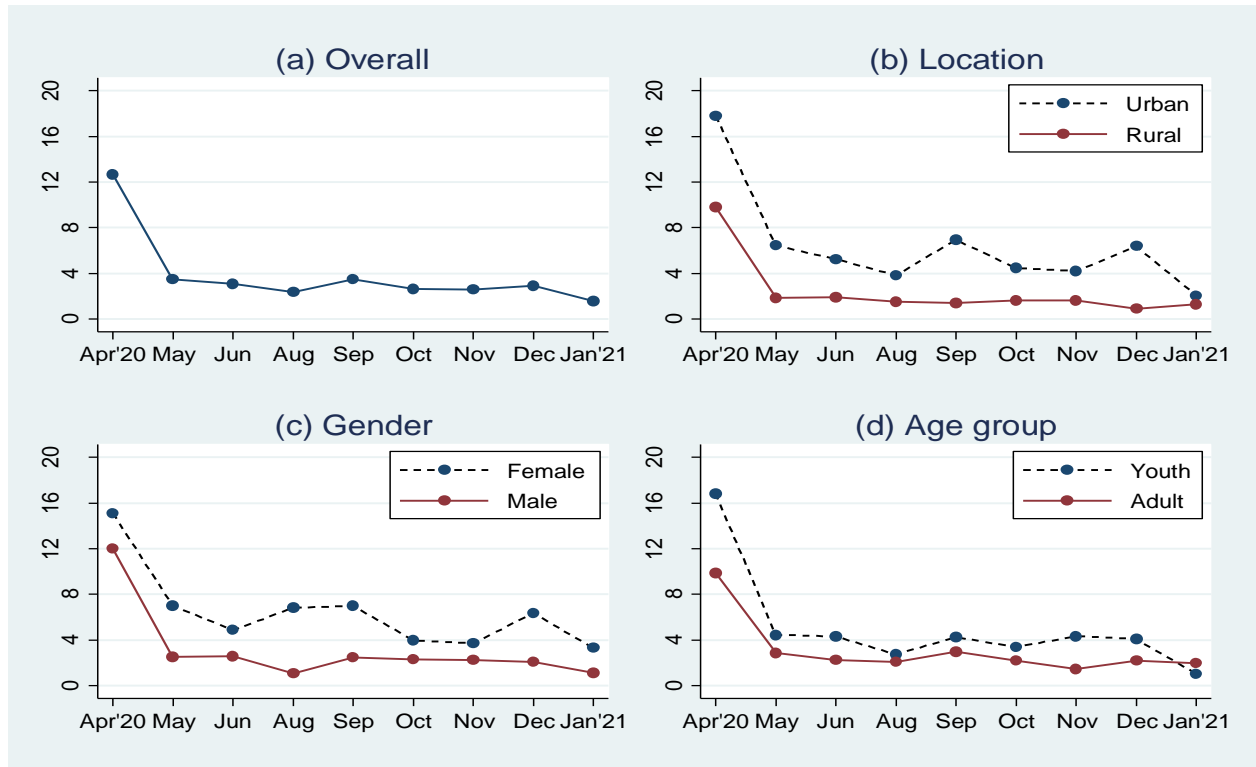 (a) Overall
20
16
12
8
4
0
Apr'20 May Jun Aug Sep Oct Nov Dec Jan'21
(b) Location
20
16
12
8
4
0
Urban
Rural
Apr'20 May Jun Aug Sep Oct Nov Dec Jan'21
(c) Gender
20
16
12
8
4
0
Female
Male
Apr'20 May Jun Aug Sep Oct Nov Dec Jan'21
(d) Age group
20
16
12
8
4
0
Youth
Adult
Apr'20 May Jun Aug Sep Oct Nov Dec Jan'21